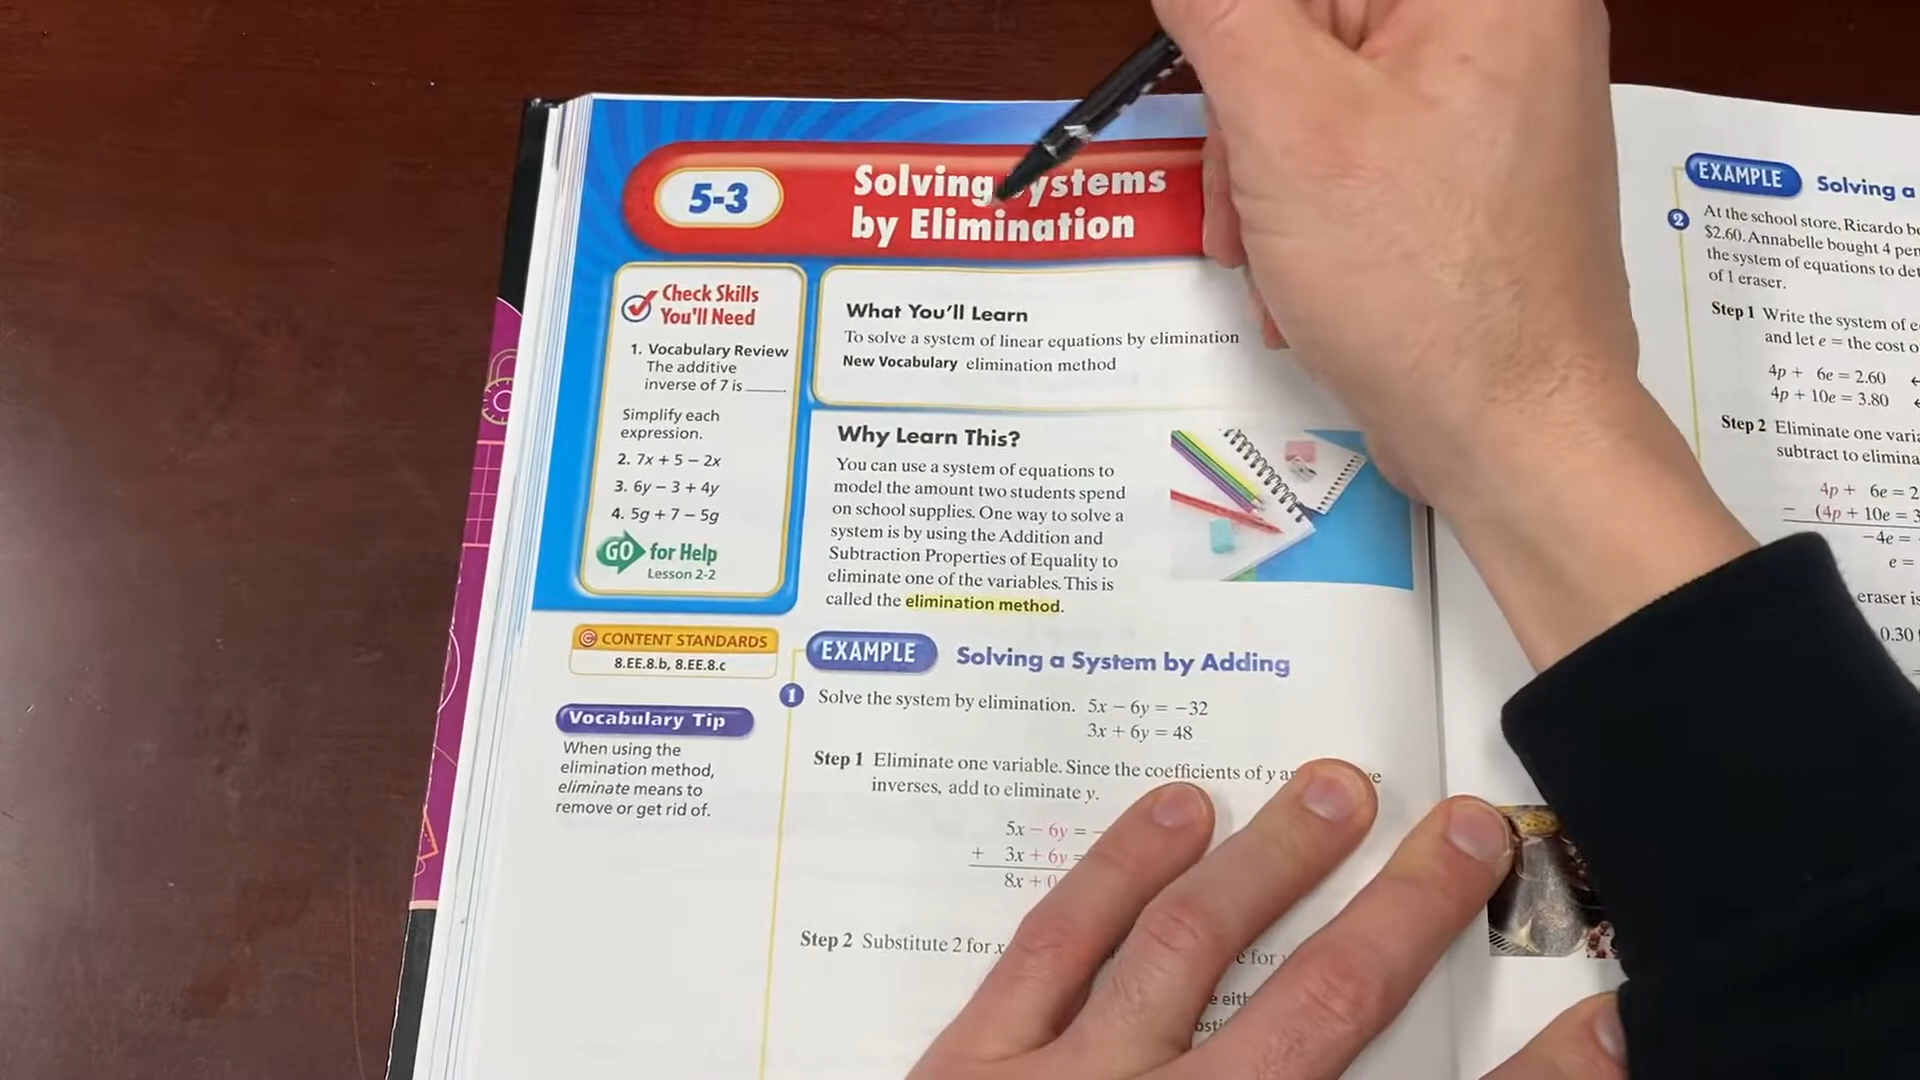 5-3
Solving ystems
by Elimination
Check Skills
You'll Need
1. Vocabulary Review
The additive
inverse of 7 is _____.
Simplify each
expression.
2. 7x + 5 − 2x
3. 6y − 3 + 4y
4. 5g + 7 − 5g
GO for Help
Lesson 2-2
What You'll Learn
To solve a system of linear equations by elimination
New Vocabulary elimination method
Why Learn This?
You can use a system of equations to
model the amount two students spend
on school supplies. One way to solve a
system is by using the Addition and
Subtraction Properties of Equality to
eliminate one of the variables. This is
called the elimination method.
CONTENT STANDARDS
8.EE.8.b, 8.EE.8.c
Vocabulary Tip
When using the
elimination method,
eliminate means to
remove or get rid of.
EXAMPLE Solving a System by Adding
1 Solve the system by elimination. 5x − 6y = −32
3x + 6y = 48
Step 1 Eliminate one variable. Since the coefficients of y
inverses, add to eliminate y.
5x − 6y =
+ 3x + 6y =
8x + 0
Step 2 Substitute 2 for x
for
EXAMPLE Solving a
2 At the school store, Ricardo
$2.60. Annabelle bought 4
the system of equations to
of 1 eraser.
Step 1 Write the system of
and let e = the cost
4p + 6e = 2.60
4p + 10e = 3.80
Step 2 Eliminate one
subtract to
4p + 6e =
− (4p + 10e =
−4e =
e =
eraser is
0.30